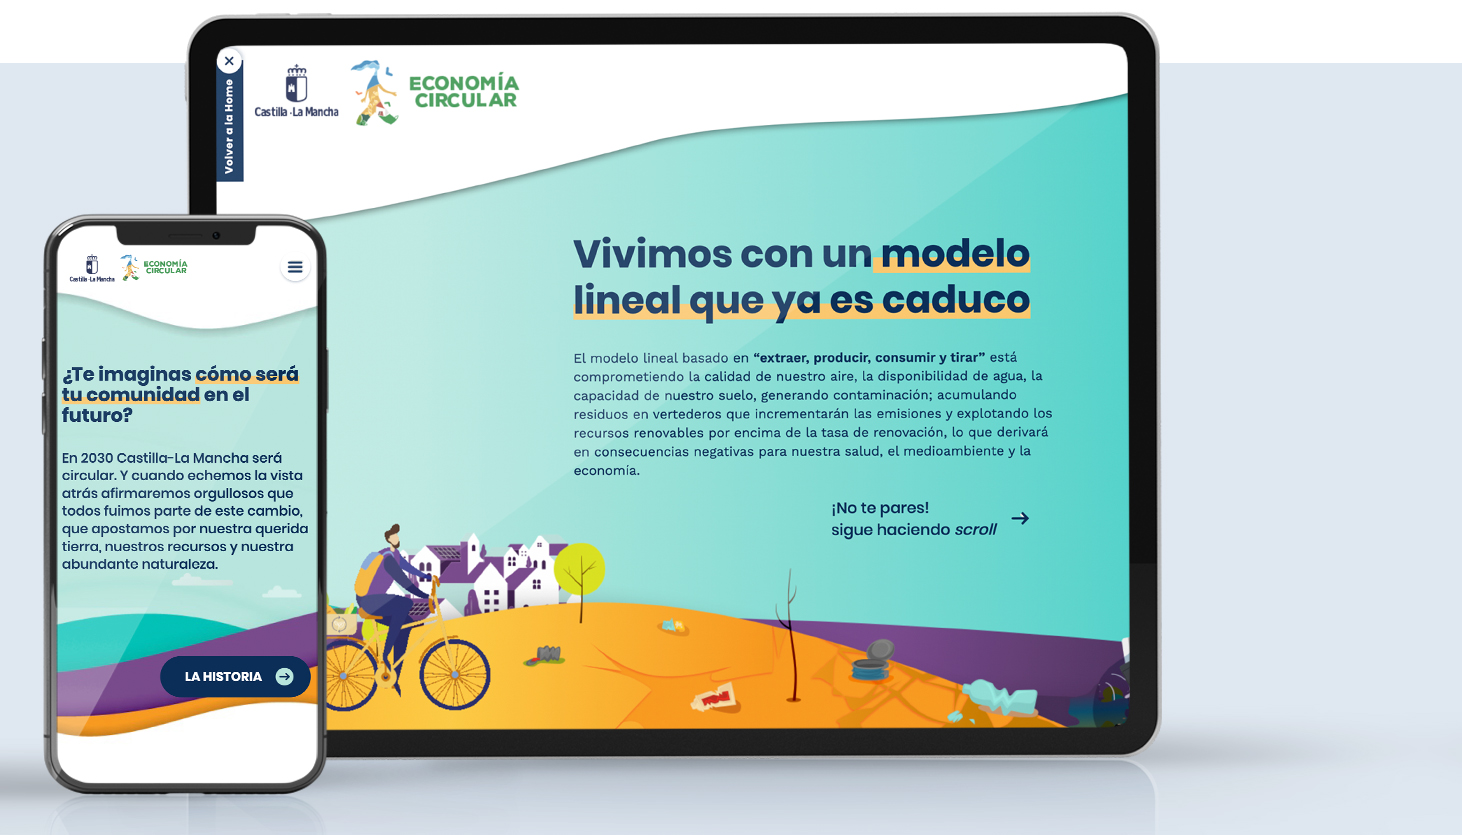 Volver a la Home
Castilla-La Mancha
ECONOMÍA
CIRCULAR
Vivimos con un modelo
lineal que ya es caduco
El modelo lineal basado en “extraer, producir, consumir y tirar” está
comprometiendo la calidad de nuestro aire, la disponibilidad de agua, la
capacidad de nuestro suelo, generando contaminación; acumulando
residuos en vertederos que incrementarán las emisiones y explotando los
recursos renovables por encima de la tasa de renovación, lo que derivará
en consecuencias negativas para nuestra salud, el medioambiente y la
economía.
¡No te pares!
sigue haciendo scroll
Castilla-La Mancha
ECONOMÍA
CIRCULAR
¿Te imaginas cómo será
tu comunidad en el
futuro?
En 2030 Castilla-La Mancha será
circular. Y cuando echemos la vista
atrás afirmaremos orgullosos que
todos fuimos parte de este cambio,
que apostamos por nuestra querida
tierra, nuestros recursos y nuestra
abundante naturaleza.
LA HISTORIA